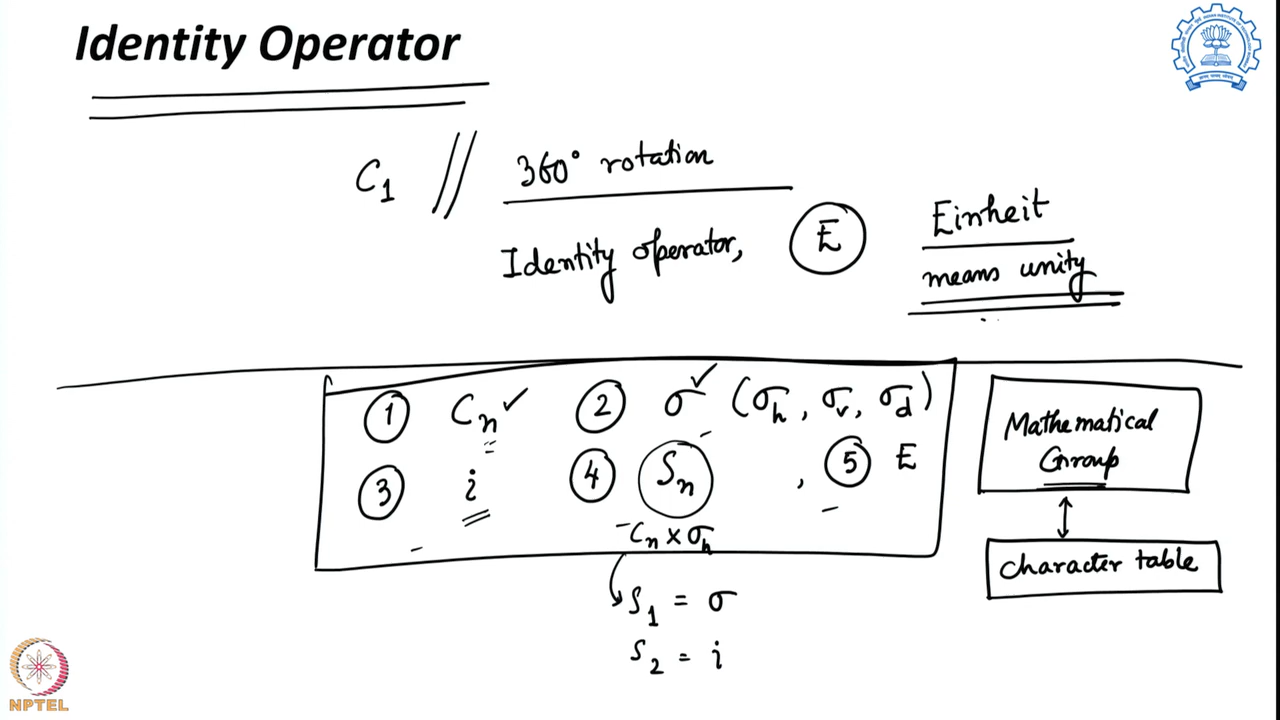 Identity Operator
C₁ // 360° rotation
Identity operator, E
Einheit
means unity
① Cₙ ✓ ② σ ✓ (σₕ, σᵥ, σ_d)
③ i ④ Sₙ , ⑤ E
Cₙ × σₕ
S₁ = σ
S₂ = i
Mathematical
Group
Character table
NPTEL